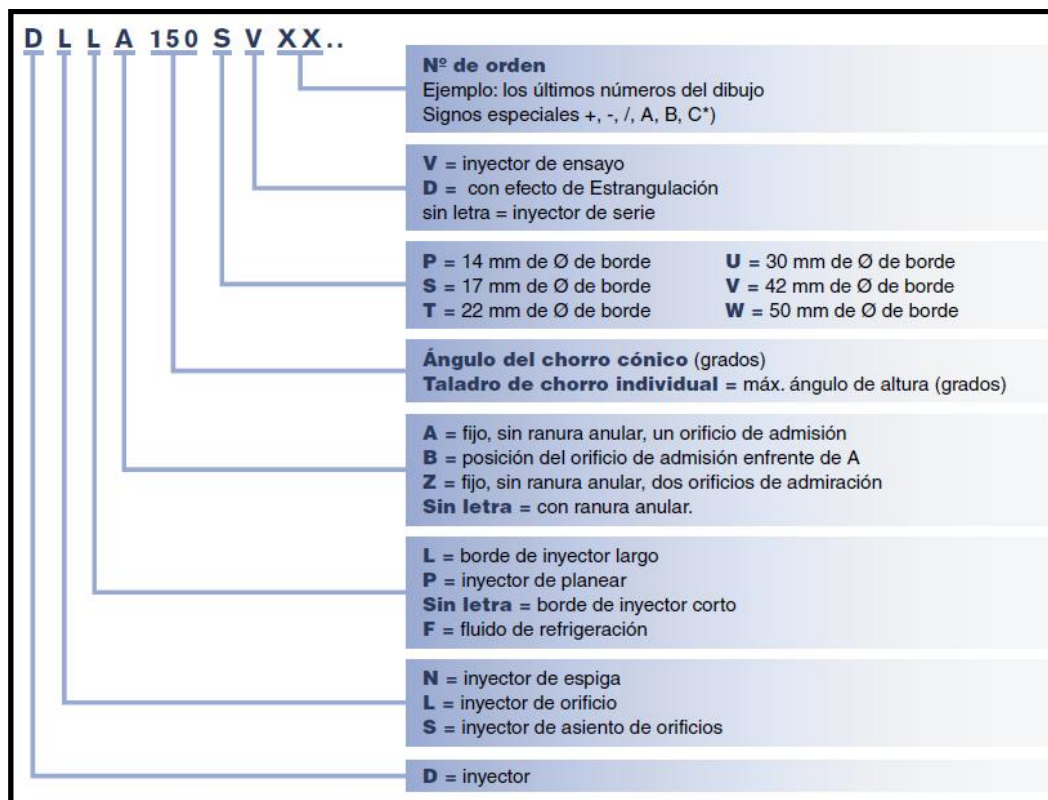 D L L A 150 S V XX..
Nº de orden
Ejemplo: los últimos números del dibujo
Signos especiales +, -, /, A, B, C*)
V = inyector de ensayo
D = con efecto de Estrangulación
sin letra = inyector de serie
P = 14 mm de Ø de borde U = 30 mm de Ø de borde
S = 17 mm de Ø de borde V = 42 mm de Ø de borde
T = 22 mm de Ø de borde W = 50 mm de Ø de borde
Ángulo del chorro cónico (grados)
Taladro de chorro individual = máx. ángulo de altura (grados)
A = fijo, sin ranura anular, un orificio de admisión
B = posición del orificio de admisión enfrente de A
Z = fijo, sin ranura anular, dos orificios de admiración
Sin letra = con ranura anular.
L = borde de inyector largo
P = inyector de planear
Sin letra = borde de inyector corto
F = fluido de refrigeración
N = inyector de espiga
L = inyector de orificio
S = inyector de asiento de orificios
D = inyector